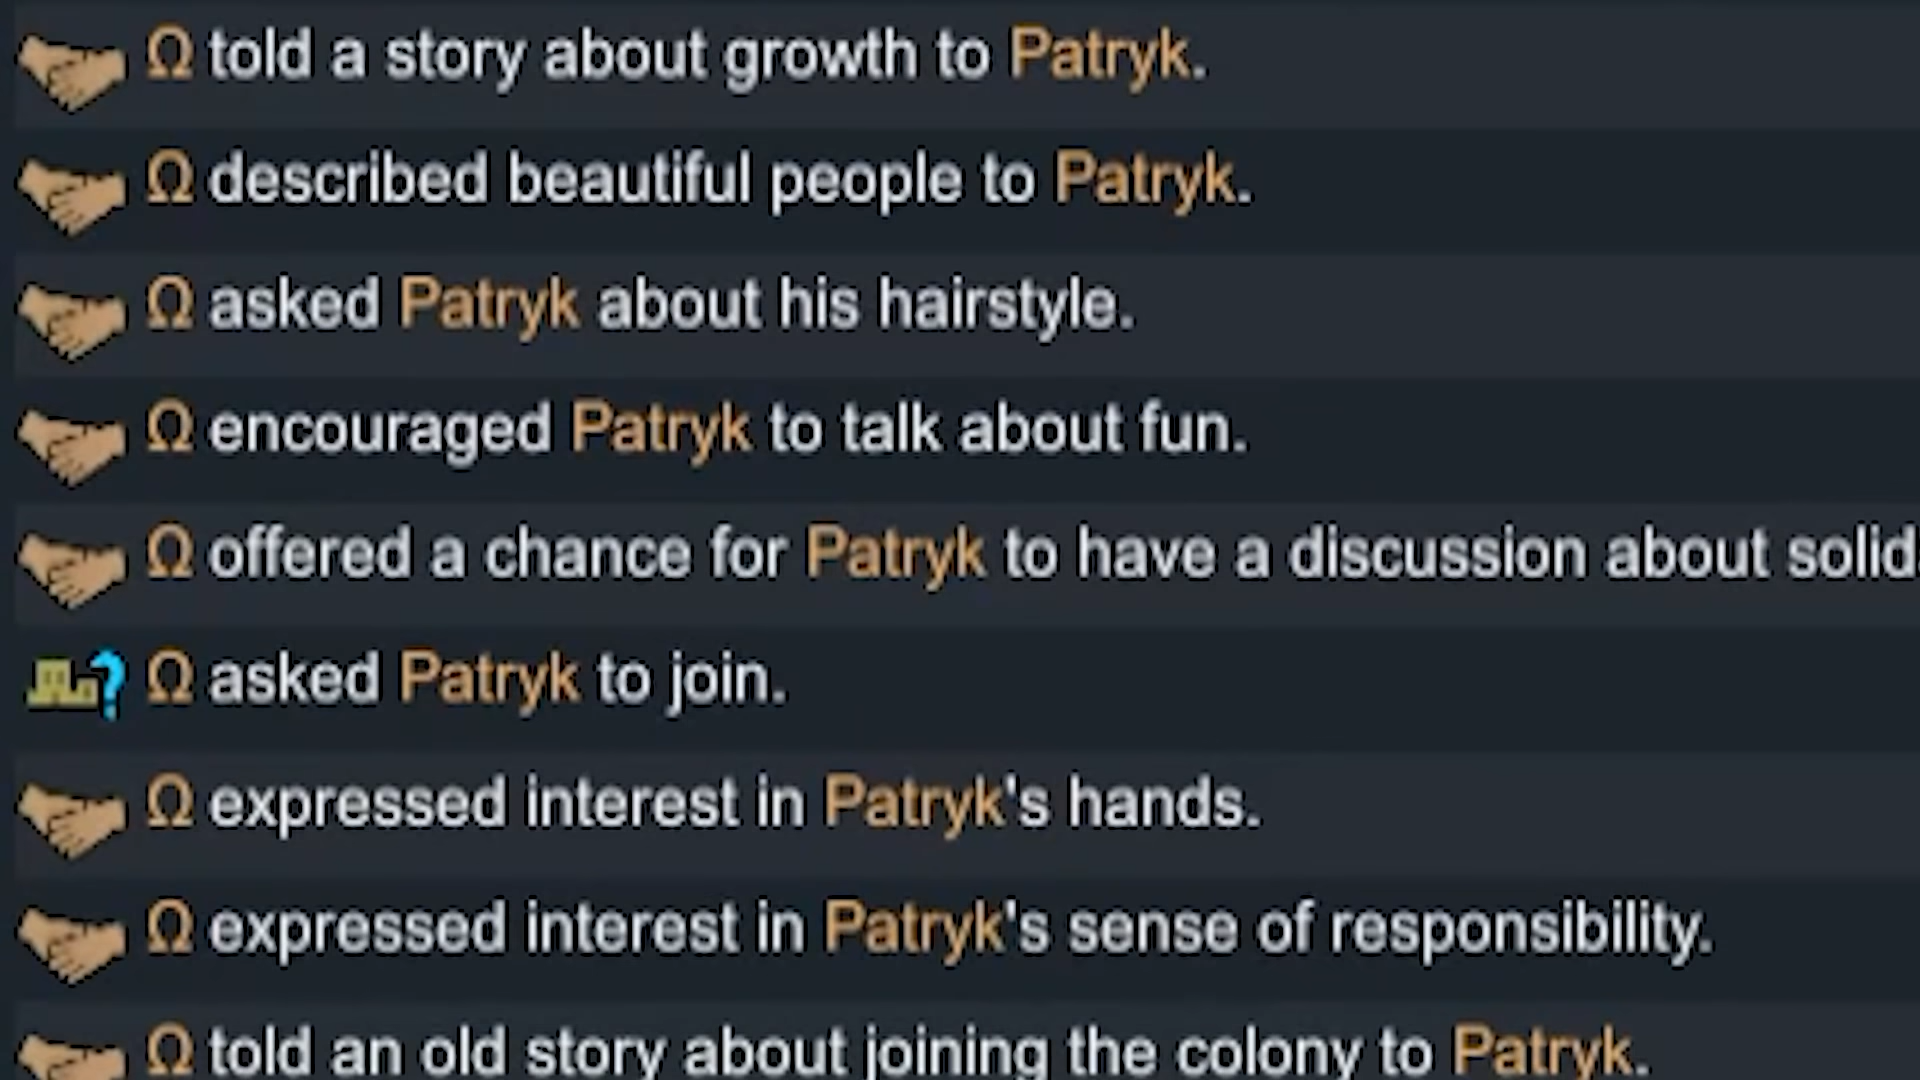 Ω told a story about growth to Patryk.
Ω described beautiful people to Patryk.
Ω asked Patryk about his hairstyle.
Ω encouraged Patryk to talk about fun.
Ω offered a chance for Patryk to have a discussion about solid
Ω asked Patryk to join.
Ω expressed interest in Patryk's hands.
Ω expressed interest in Patryk's sense of responsibility.
Ω told an old story about joining the colony to Patryk.